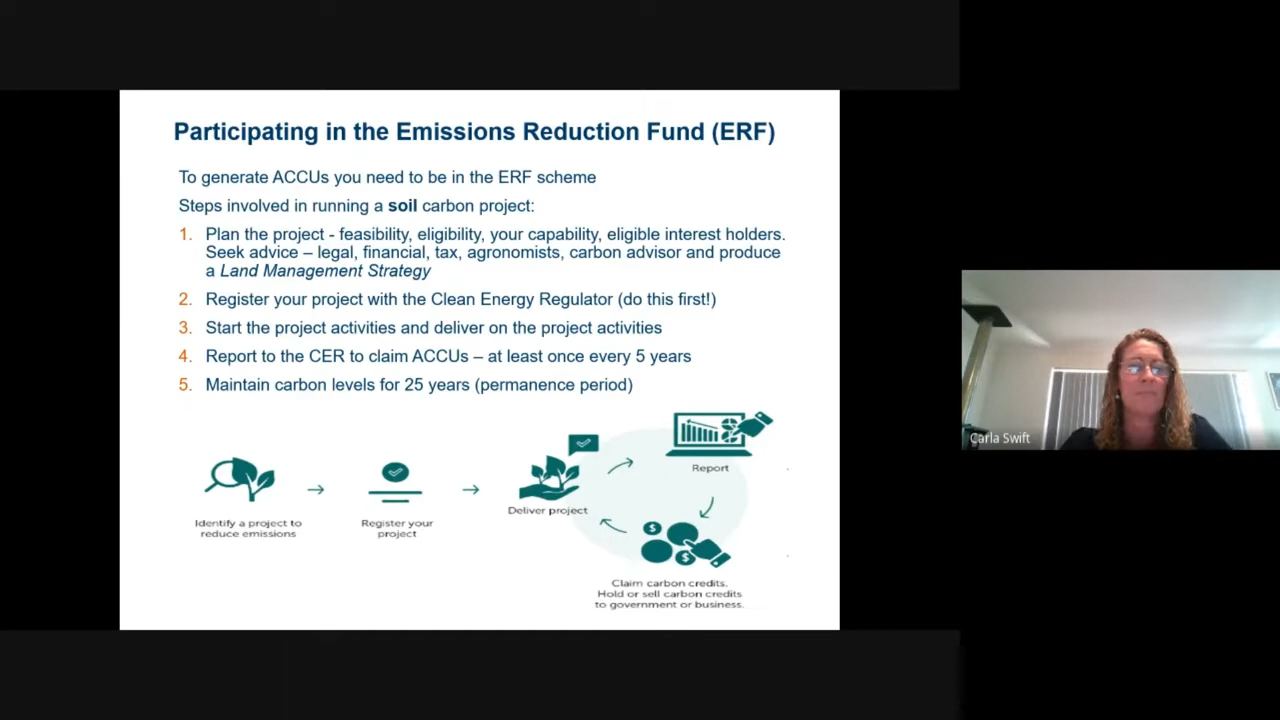 Participating in the Emissions Reduction Fund (ERF)
To generate ACCUs you need to be in the ERF scheme
Steps involved in running a soil carbon project:
1. Plan the project - feasibility, eligibility, your capability, eligible interest holders.
Seek advice – legal, financial, tax, agronomists, carbon advisor and produce
a Land Management Strategy
2. Register your project with the Clean Energy Regulator (do this first!)
3. Start the project activities and deliver on the project activities
4. Report to the CER to claim ACCUs – at least once every 5 years
5. Maintain carbon levels for 25 years (permanence period)
Identify a project to
reduce emissions
Register your
project
Deliver project
Report
$
$
Claim carbon credits.
Hold or sell carbon credits
to government or business.
Carla Swift